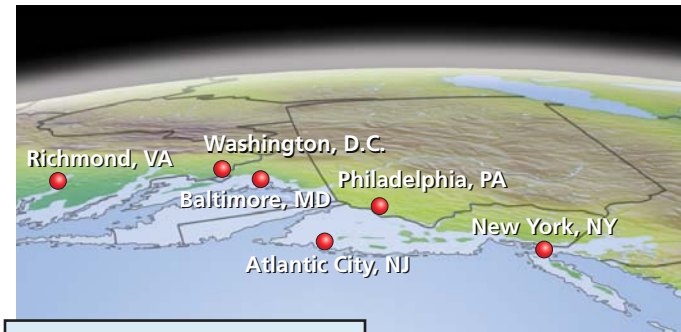 Washington, D.C.
Richmond, VA
Baltimore, MD
Philadelphia, PA
New York, NY
Atlantic City, NJ